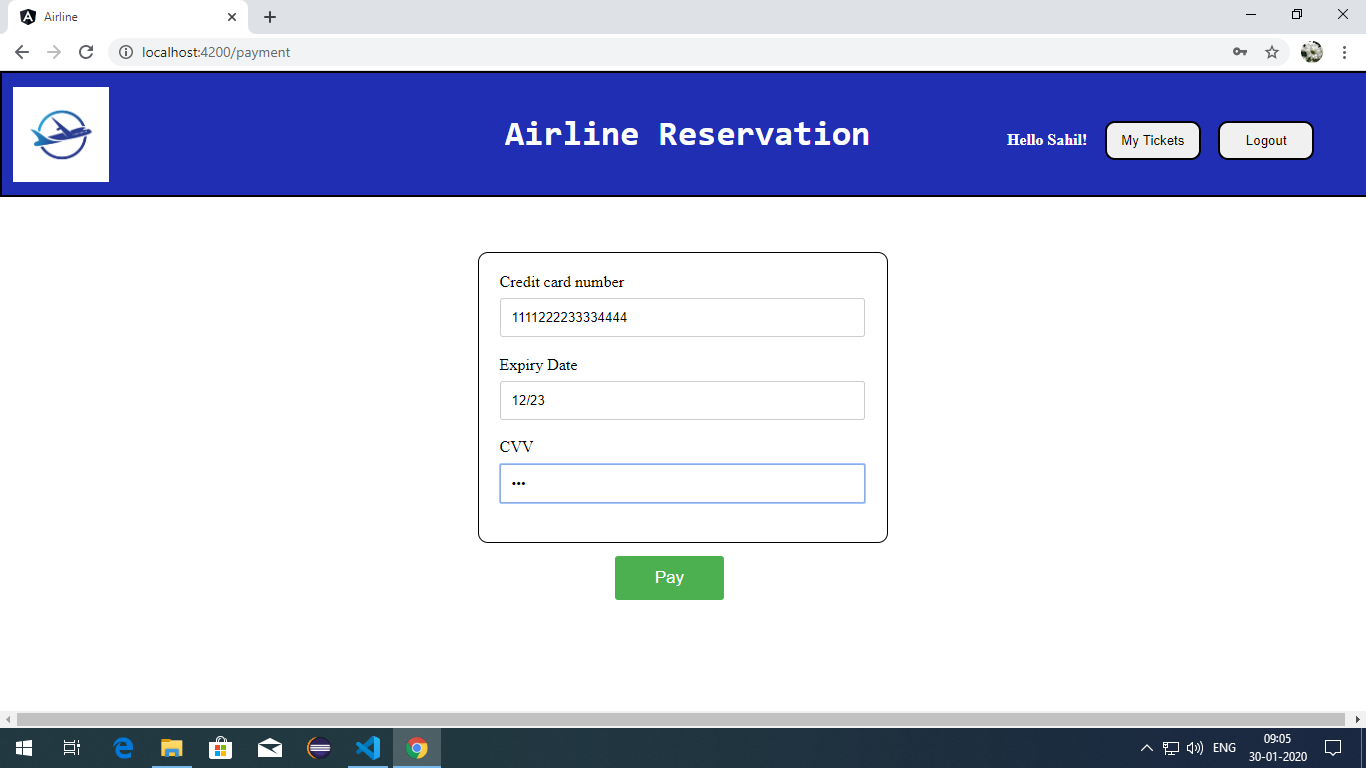 Airline
localhost:4200/payment
Airline Reservation
Hello Sahil!
My Tickets
Logout
Credit card number
1111222233334444
Expiry Date
12/23
CVV
•••
Pay
ENG
09:05
30-01-2020